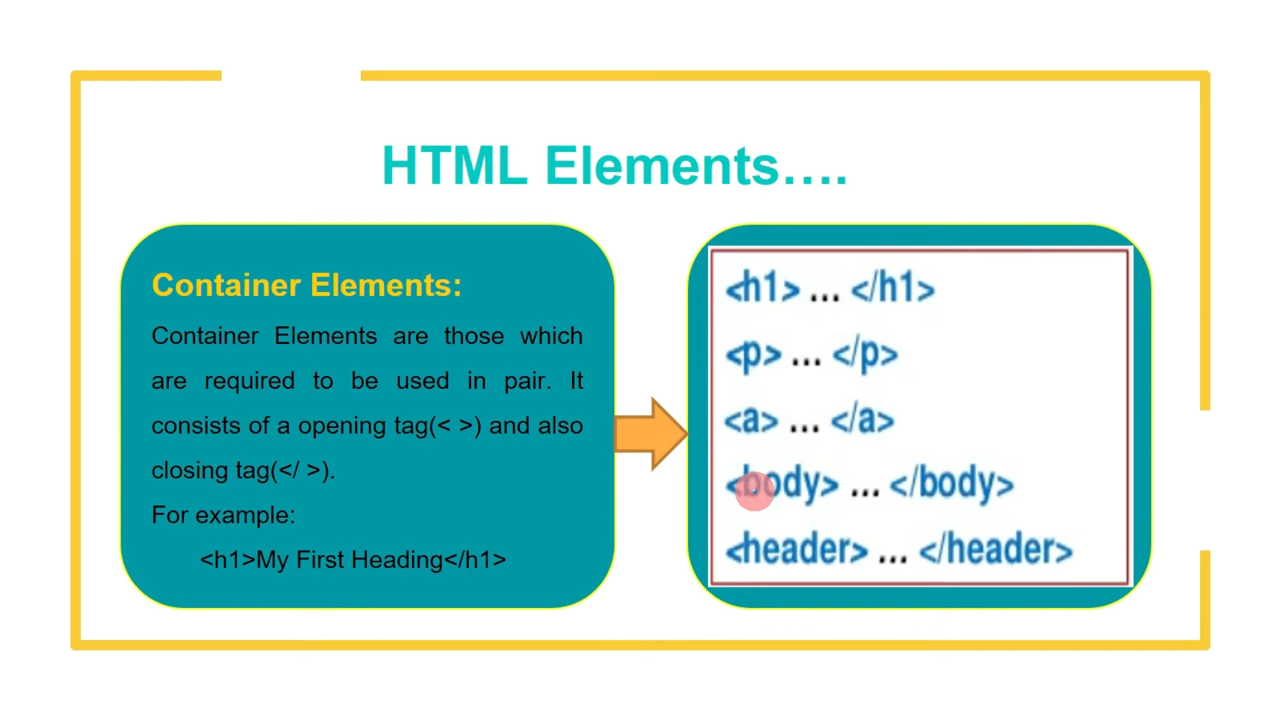 HTML Elements….
Container Elements:
Container Elements are those which
are required to be used in pair. It
consists of a opening tag(< >) and also
closing tag(</ >).
For example:
<h1>My First Heading</h1>
<h1> ... </h1>
<p> ... </p>
<a> ... </a>
<body> ... </body>
<header> ... </header>